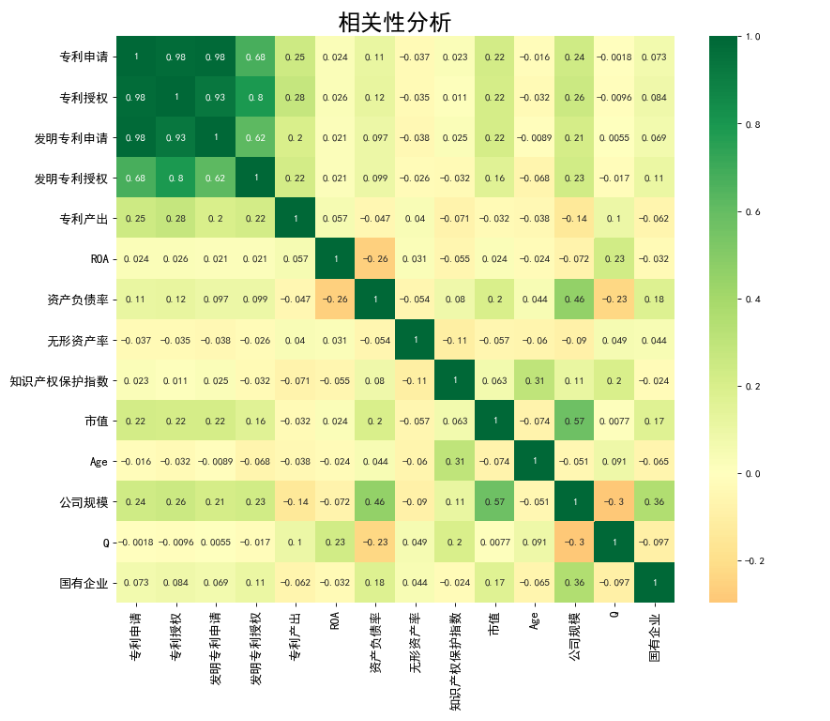 相关性分析
专利申请 1 0.98 0.98 0.68 0.25 0.024 0.11 -0.037 0.023 0.22 -0.016 0.24 -0.0018 0.073
专利授权 0.98 1 0.93 0.8 0.28 0.026 0.12 -0.035 0.011 0.22 -0.032 0.26 -0.0096 0.084
发明专利申请 0.98 0.93 1 0.62 0.2 0.021 0.097 -0.038 0.025 0.22 -0.0089 0.21 0.0055 0.069
发明专利授权 0.68 0.8 0.62 1 0.22 0.021 0.099 -0.026 -0.032 0.16 -0.068 0.23 -0.017 0.11
专利产出 0.25 0.28 0.2 0.22 1 0.057 -0.047 0.04 -0.071 -0.032 -0.038 -0.14 0.1 -0.062
ROA 0.024 0.026 0.021 0.021 0.057 1 -0.26 0.031 -0.055 0.024 -0.024 -0.072 0.23 -0.032
资产负债率 0.11 0.12 0.097 0.099 -0.047 -0.26 1 -0.054 0.08 0.2 0.044 0.46 -0.23 0.18
无形资产率 -0.037 -0.035 -0.038 -0.026 0.04 0.031 -0.054 1 -0.11 -0.057 -0.06 -0.09 0.049 0.044
知识产权保护指数 0.023 0.011 0.025 -0.032 -0.071 -0.055 0.08 -0.11 1 0.063 0.31 0.11 0.2 -0.024
市值 0.22 0.22 0.22 0.16 -0.032 0.024 0.2 -0.057 0.063 1 -0.074 0.57 0.0077 0.17
Age -0.016 -0.032 -0.0089 -0.068 -0.038 -0.024 0.044 -0.06 0.31 -0.074 1 -0.051 0.091 -0.065
公司规模 0.24 0.26 0.21 0.23 -0.14 -0.072 0.46 -0.09 0.11 0.57 -0.051 1 -0.3 0.36
Q -0.0018 -0.0096 0.0055 -0.017 0.1 0.23 -0.23 0.049 0.2 0.0077 0.091 -0.3 1 -0.097
国有企业 0.073 0.084 0.069 0.11 -0.062 -0.032 0.18 0.044 -0.024 0.17 -0.065 0.36 -0.097 1
专利申请
专利授权
发明专利申请
发明专利授权
专利产出
ROA
资产负债率
无形资产率
知识产权保护指数
市值
Age
公司规模
Q
国有企业
1.0
0.8
0.6
0.4
0.2
0.0
-0.2